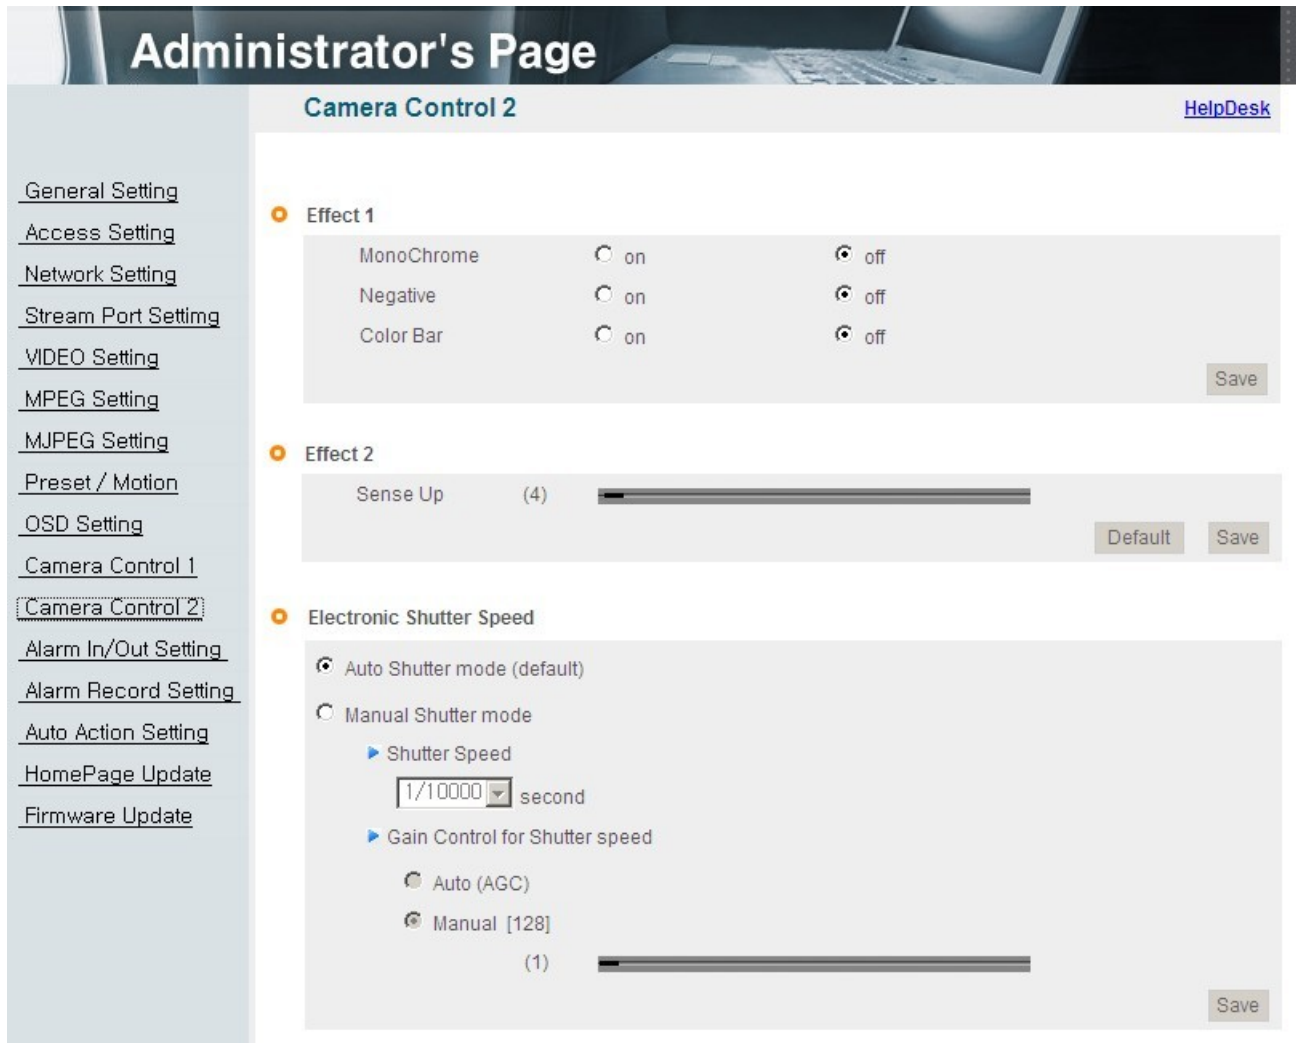 Administrator's Page
Camera Control 2
HelpDesk
General Setting
Access Setting
Network Setting
Stream Port Settimg
VIDEO Setting
MPEG Setting
MJPEG Setting
Preset / Motion
OSD Setting
Camera Control 1
Camera Control 2
Alarm In/Out Setting
Alarm Record Setting
Auto Action Setting
HomePage Update
Firmware Update
Effect 1
MonoChrome on off
Negative on off
Color Bar on off
Save
Effect 2
Sense Up (4)
Default Save
Electronic Shutter Speed
Auto Shutter mode (default)
Manual Shutter mode
Shutter Speed
1/10000 second
Gain Control for Shutter speed
Auto (AGC)
Manual [128]
(1)
Save